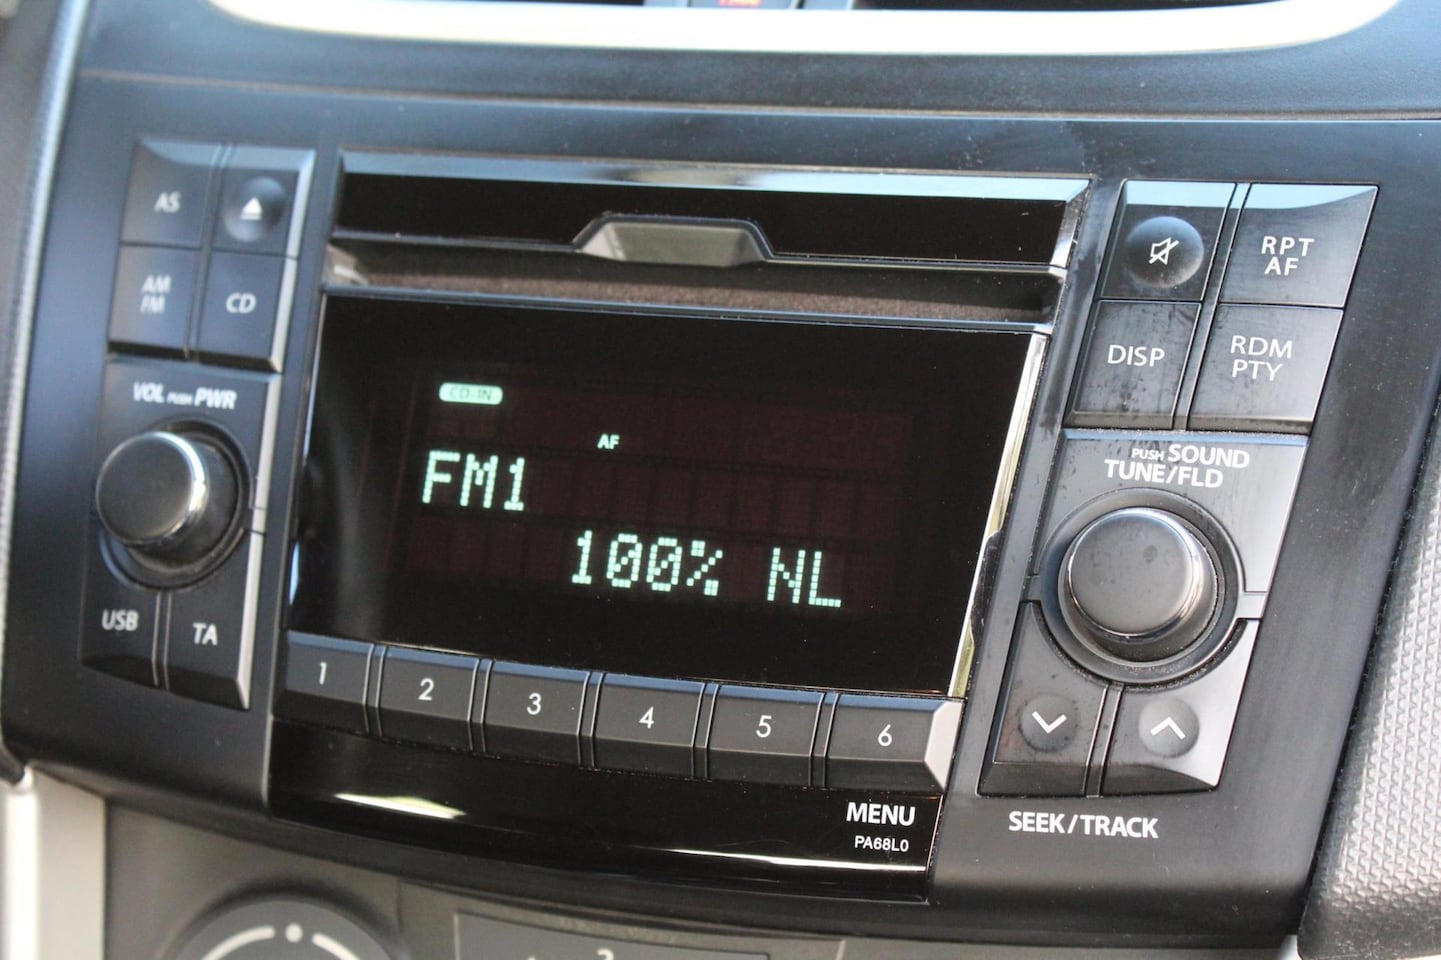 AS
AM
FM
CD
VOL PUSH PWR
USB
TA
CD-IN
AF
FM1
100% NL
1
2
3
4
5
6
MENU
PA68L0
RPT
AF
DISP
RDM
PTY
PUSH SOUND
TUNE/FLD
SEEK/TRACK